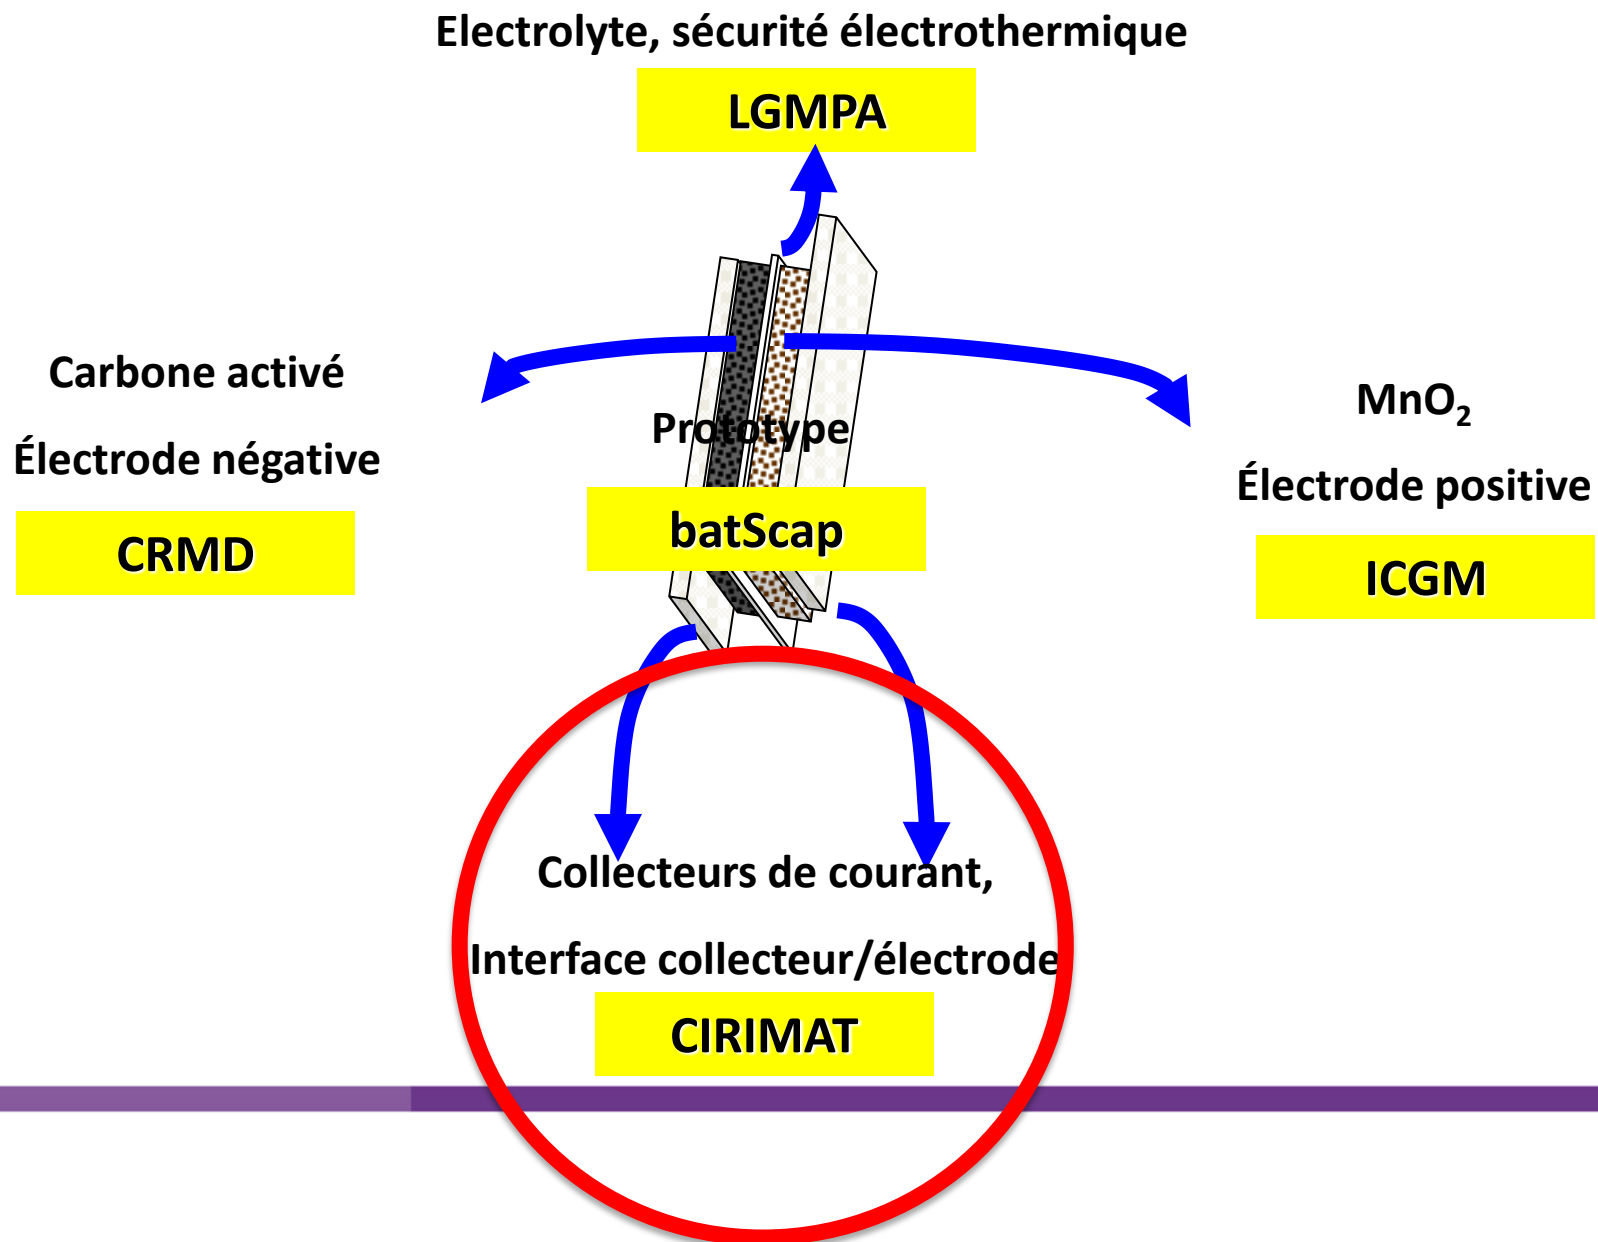 Electrolyte, sécurité électrothermique
LGMPA
Carbone activé
Électrode négative
CRMD
Prototype
batScap
MnO₂
Électrode positive
ICGM
Collecteurs de courant,
Interface collecteur/électrode
CIRIMAT